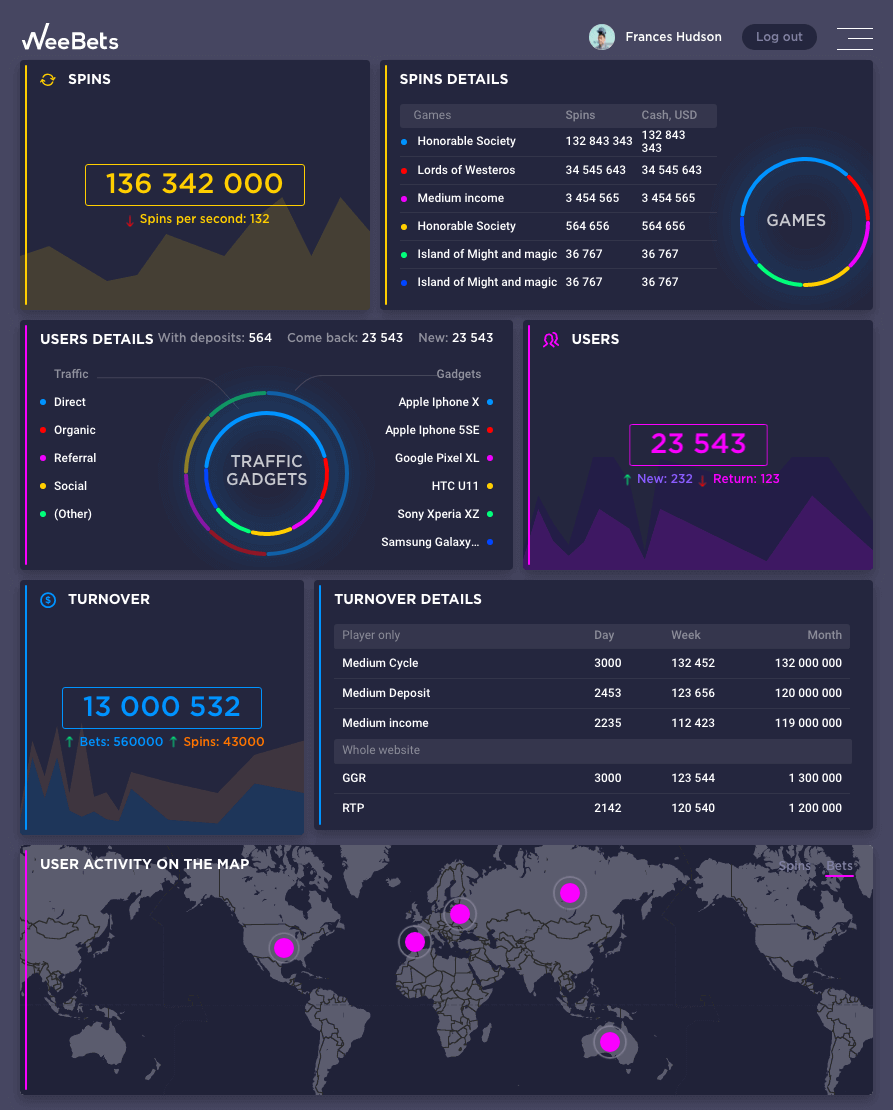 WeeBets
Frances Hudson
Log out
SPINS
136 342 000
↓ Spins per second: 132
SPINS DETAILS
Games Spins Cash, USD
Honorable Society 132 843 343 132 843
343
Lords of Westeros 34 545 643 34 545 643
Medium income 3 454 565 3 454 565
Honorable Society 564 656 564 656
Island of Might and magic 36 767 36 767
Island of Might and magic 36 767 36 767
GAMES
USERS DETAILS With deposits: 564 Come back: 23 543 New: 23 543
Traffic
Direct
Organic
Referral
Social
(Other)
TRAFFIC
GADGETS
Gadgets
Apple Iphone X
Apple Iphone 5SE
Google Pixel XL
HTC U11
Sony Xperia XZ
Samsung Galaxy...
USERS
23 543
↑ New: 232 ↓ Return: 123
TURNOVER
$
13 000 532
↑ Bets: 560000 ↑ Spins: 43000
TURNOVER DETAILS
Player only Day Week Month
Medium Cycle 3000 132 452 132 000 000
Medium Deposit 2453 123 656 120 000 000
Medium income 2235 112 423 119 000 000
Whole website
GGR 3000 123 544 1 300 000
RTP 2142 120 540 1 200 000
USER ACTIVITY ON THE MAP
Spins Bets